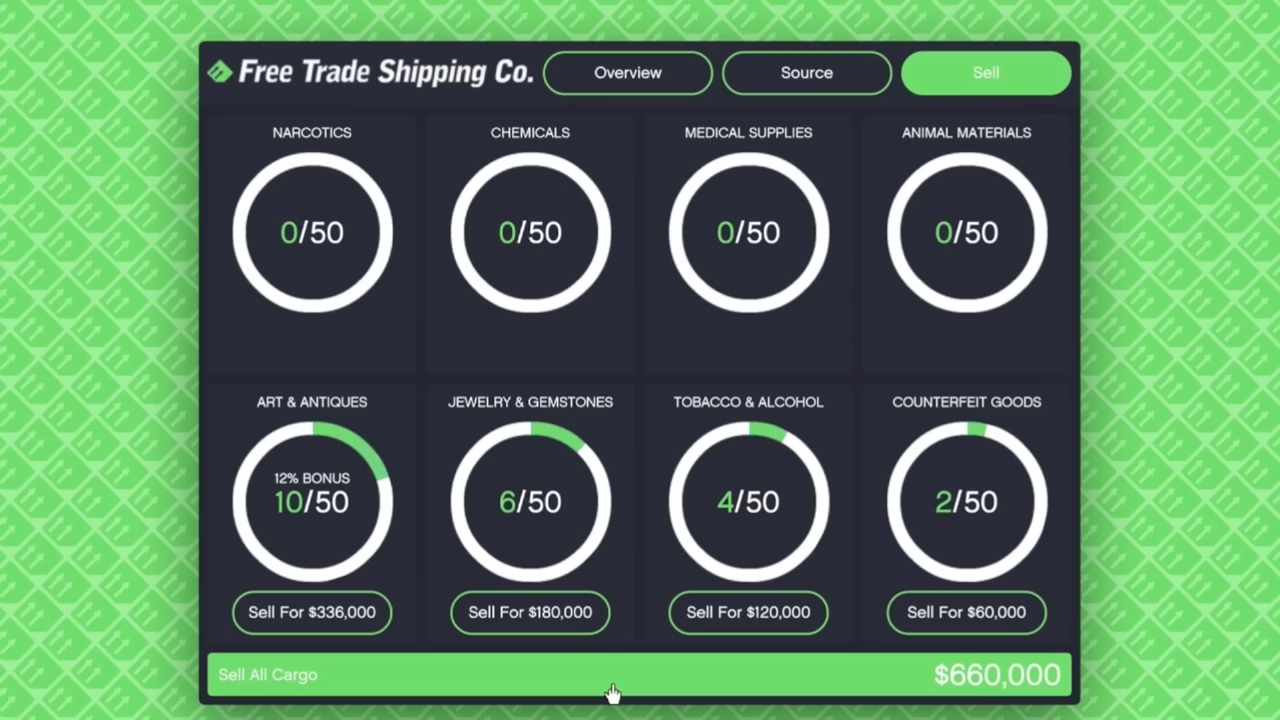 Free Trade Shipping Co.
Overview
Source
Sell
NARCOTICS
CHEMICALS
MEDICAL SUPPLIES
ANIMAL MATERIALS
0/50
0/50
0/50
0/50
ART & ANTIQUES
JEWELRY & GEMSTONES
TOBACCO & ALCOHOL
COUNTERFEIT GOODS
12% BONUS
10/50
6/50
4/50
2/50
Sell For $336,000
Sell For $180,000
Sell For $120,000
Sell For $60,000
Sell All Cargo
$660,000